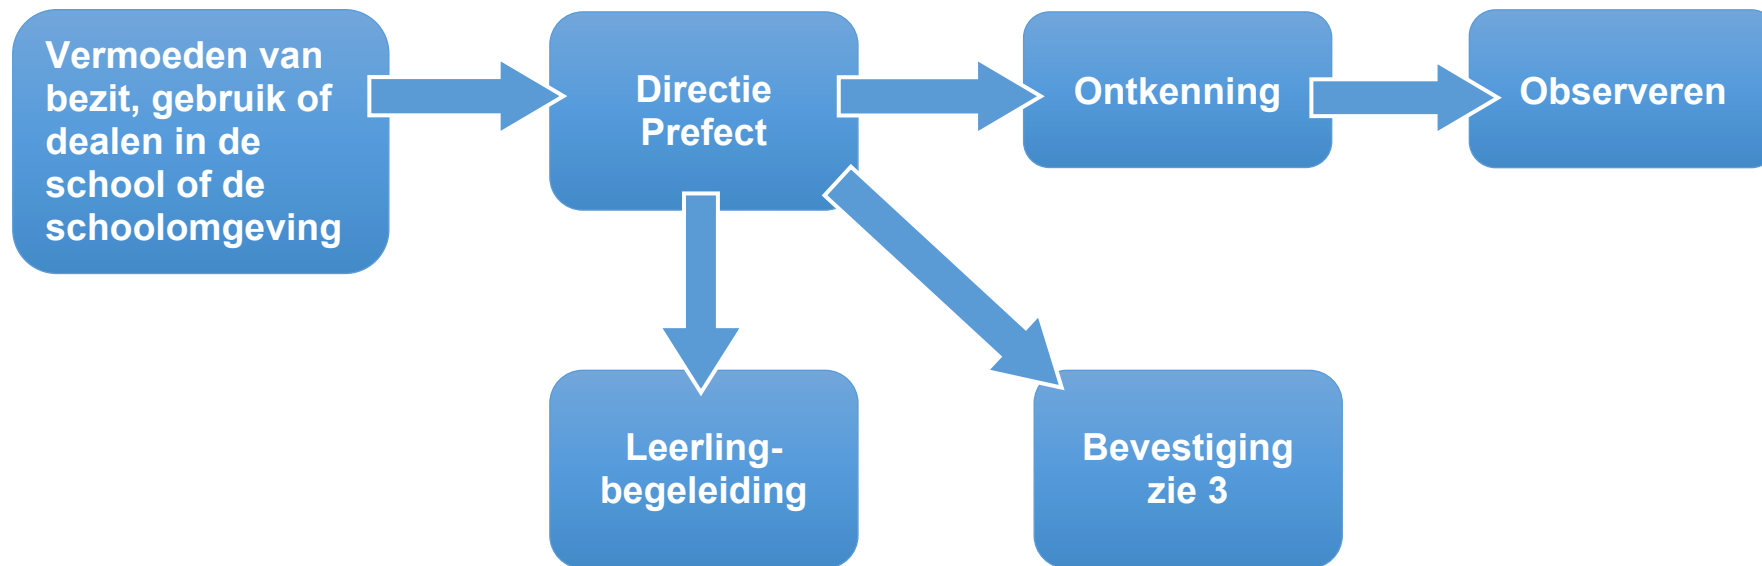 Vermoeden van
bezit, gebruik of
dealen in de
school of de
schoolomgeving
Directie
Prefect
Ontkenning
Observeren
Leerling-
begeleiding
Bevestiging
zie 3